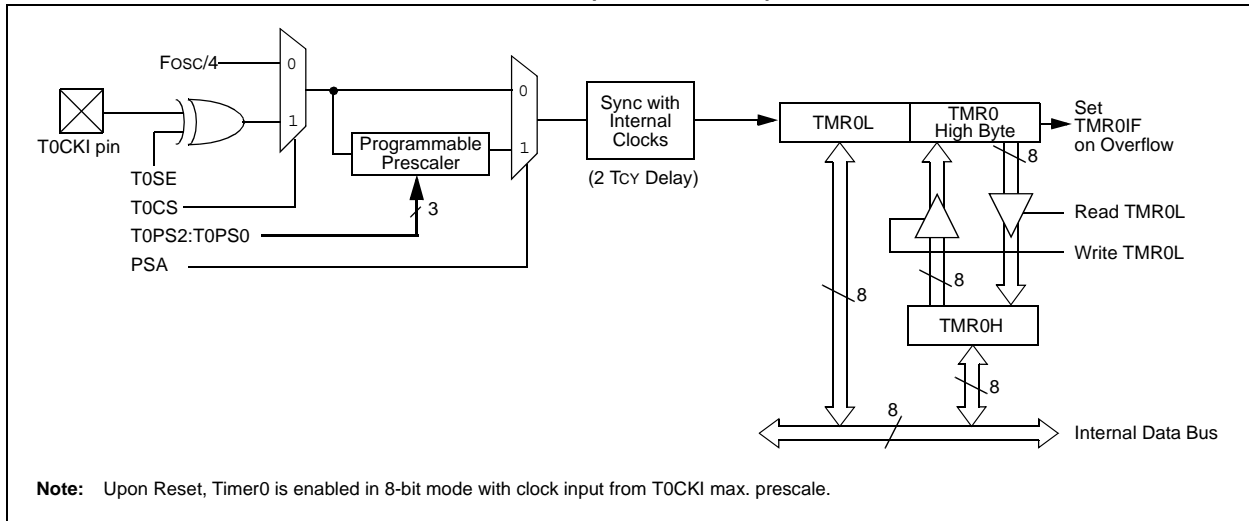 FOSC/4
0
1
T0CKI pin
T0SE
T0CS
T0PS2:T0PS0
PSA
Programmable
Prescaler
3
0
1
Sync with
Internal
Clocks
(2 TCY Delay)
TMR0L
TMR0
High Byte
Set
TMR0IF
on Overflow
8
Read TMR0L
Write TMR0L
8
8
TMR0H
8
8
Internal Data Bus
Note: Upon Reset, Timer0 is enabled in 8-bit mode with clock input from T0CKI max. prescale.